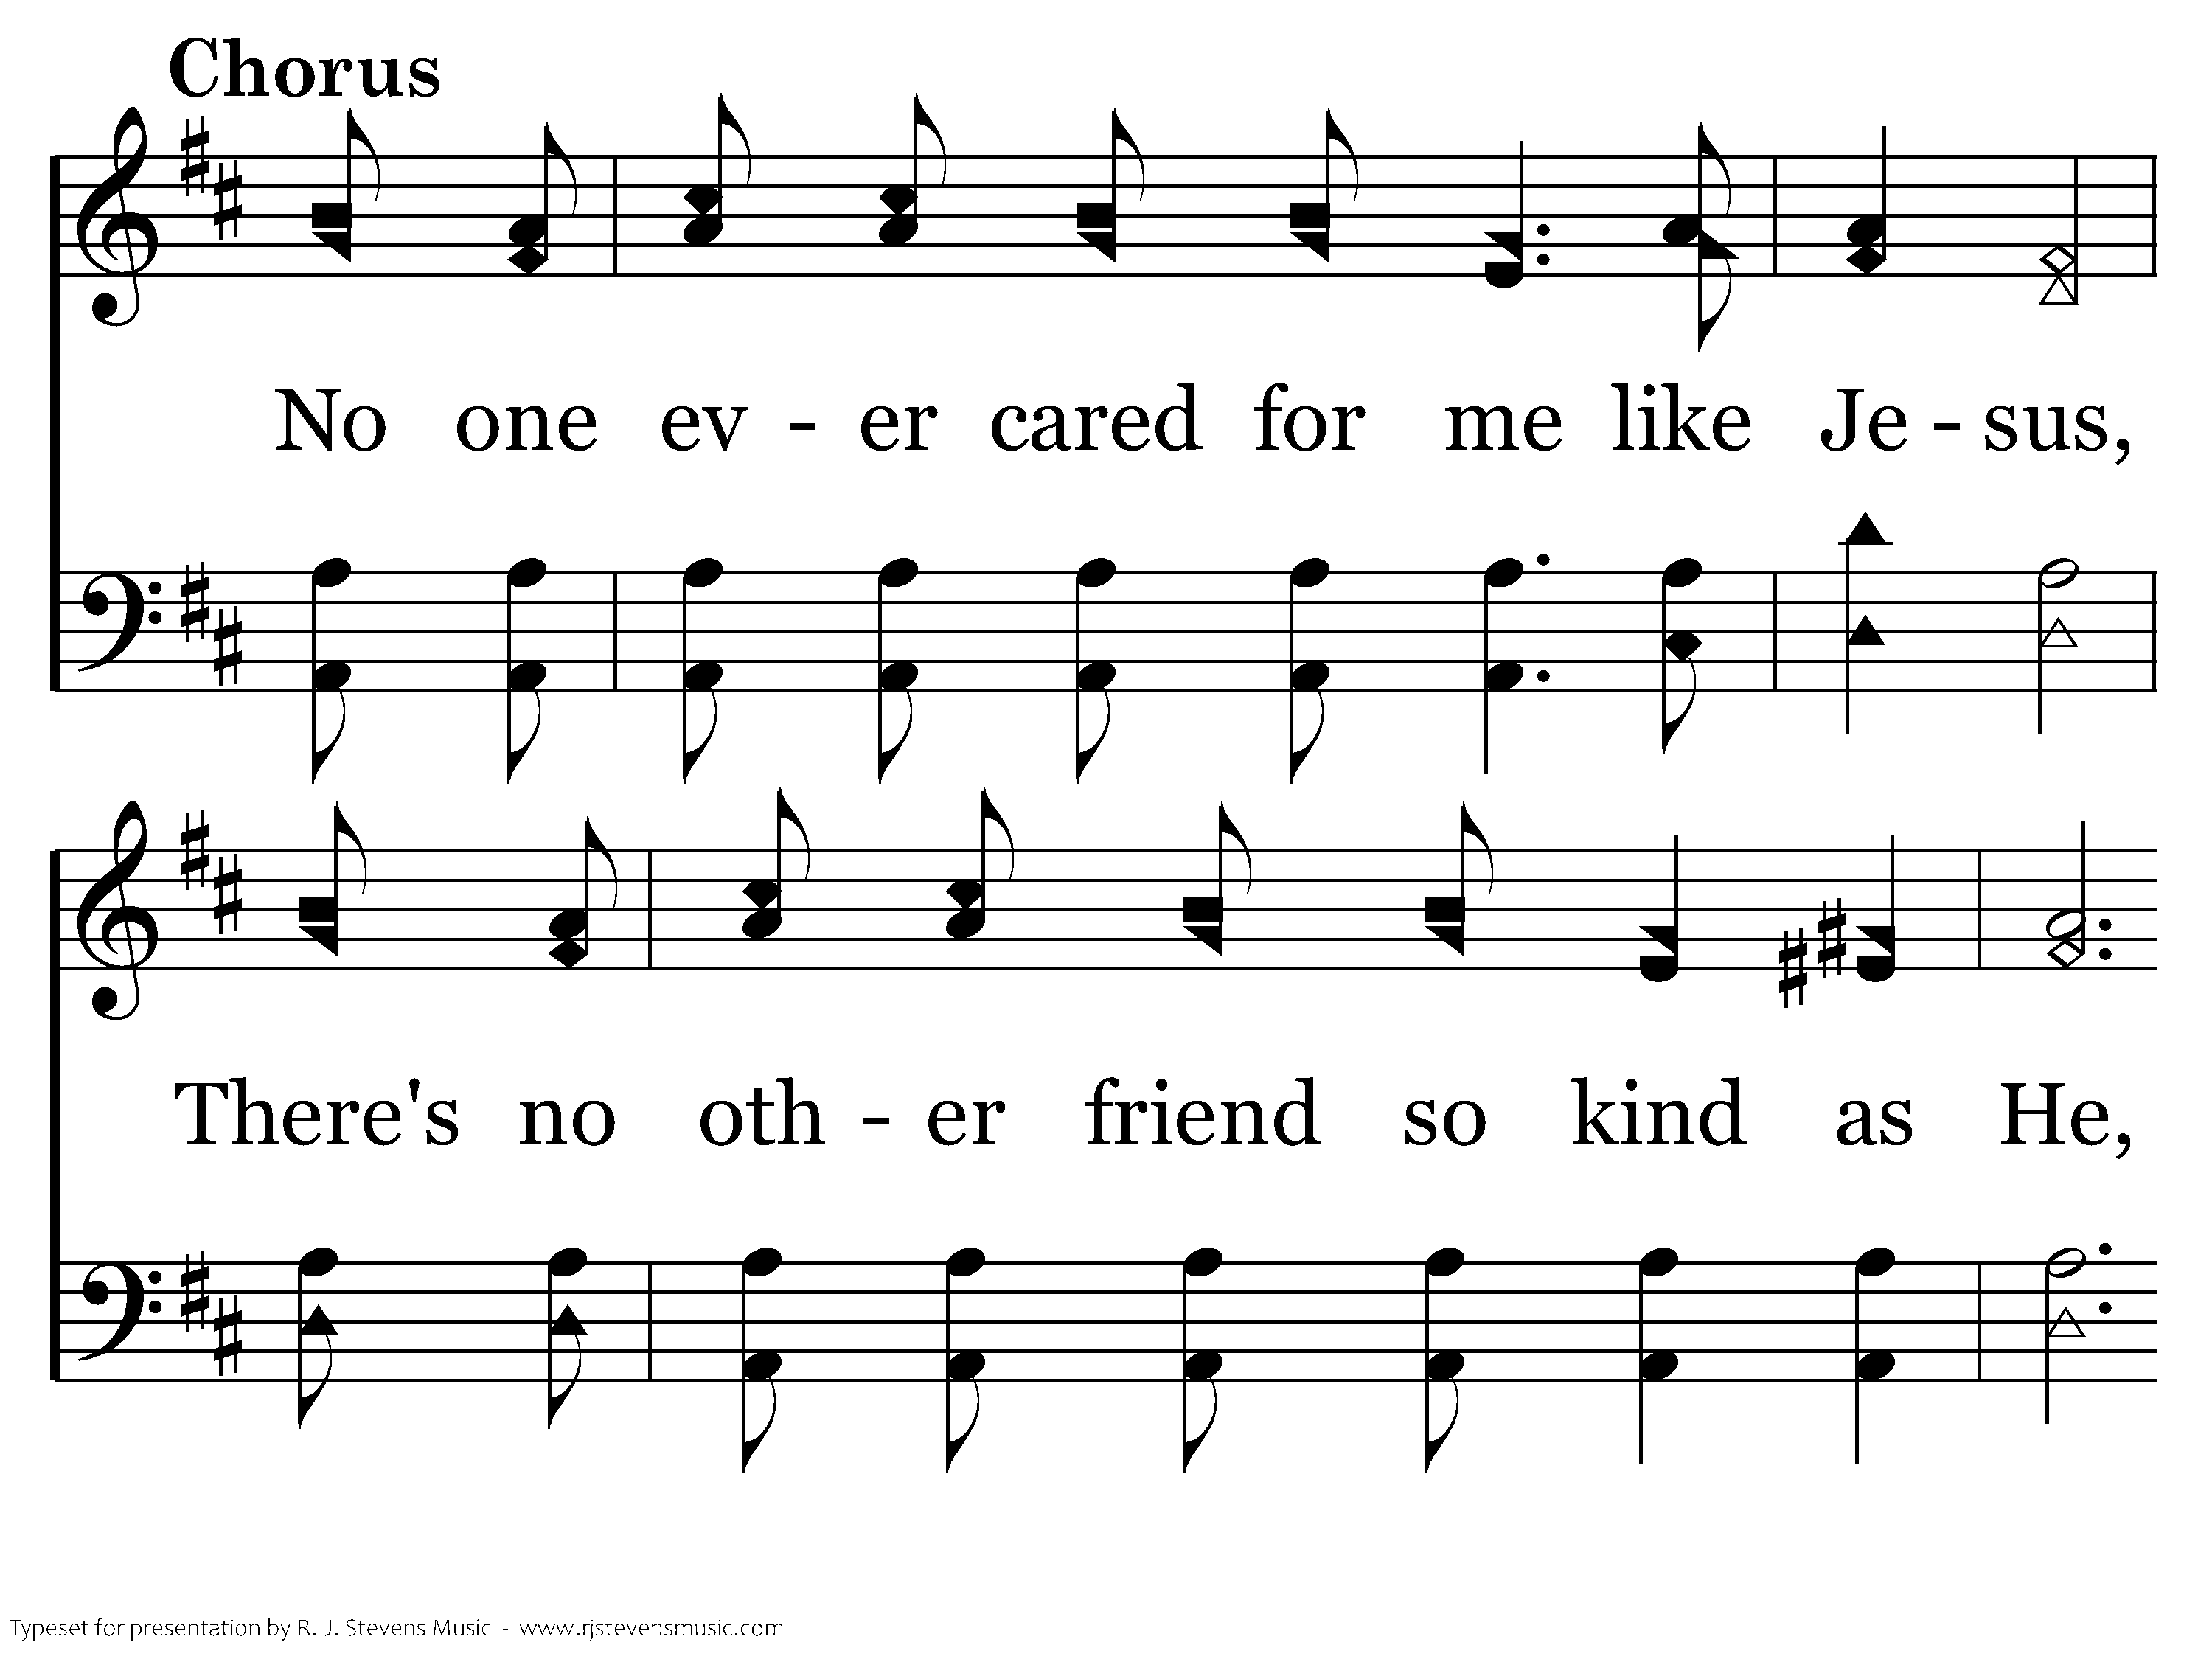 Chorus
No one ev - er cared for me like Je - sus,
There's no oth - er friend so kind as He,
Typeset for presentation by R. J. Stevens Music - www.rjstevensmusic.com